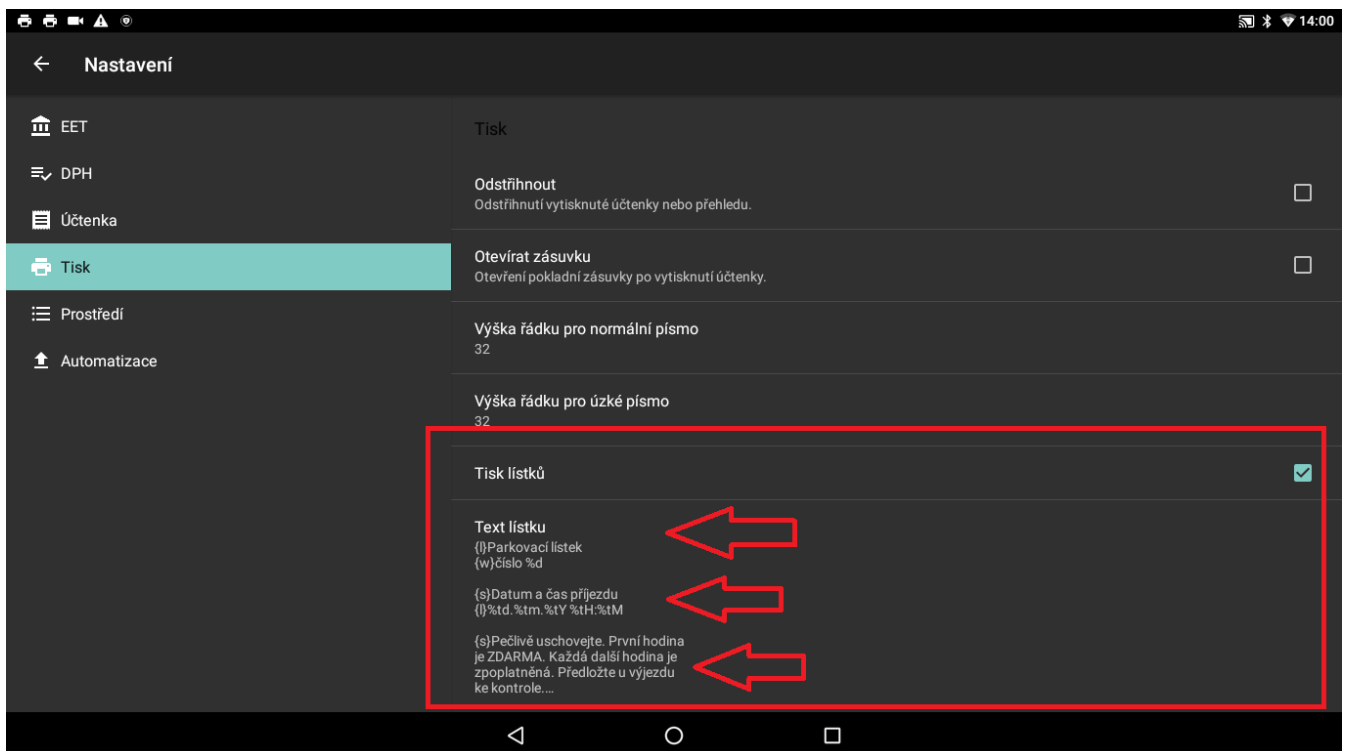 14:00
Nastavení
EET
DPH
Účtenka
Tisk
Prostředí
Automatizace
Tisk
Odstřihnout
Odstřihnutí vytisknuté účtenky nebo přehledu.
Otevírat zásuvku
Otevření pokladní zásuvky po vytisknutí účtenky.
Výška řádku pro normální písmo
32
Výška řádku pro úzké písmo
32
Tisk lístků
Text lístku
{l}Parkovací lístek
{w}číslo %d
{s}Datum a čas příjezdu
{l}%td.%tm.%tY %tH:%tM
{s}Pečlivě uschovejte. První hodina
je ZDARMA. Každá další hodina je
zpoplatněná. Předložte u výjezdu
ke kontrole....